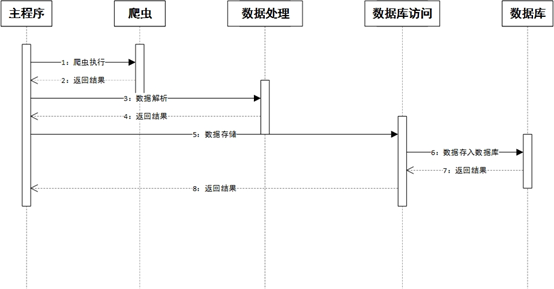 主程序
爬虫
数据处理
数据库访问
数据库
1: 爬虫执行
2: 返回结果
3: 数据解析
4: 返回结果
5: 数据存储
6: 数据存入数据库
7: 返回结果
8: 返回结果